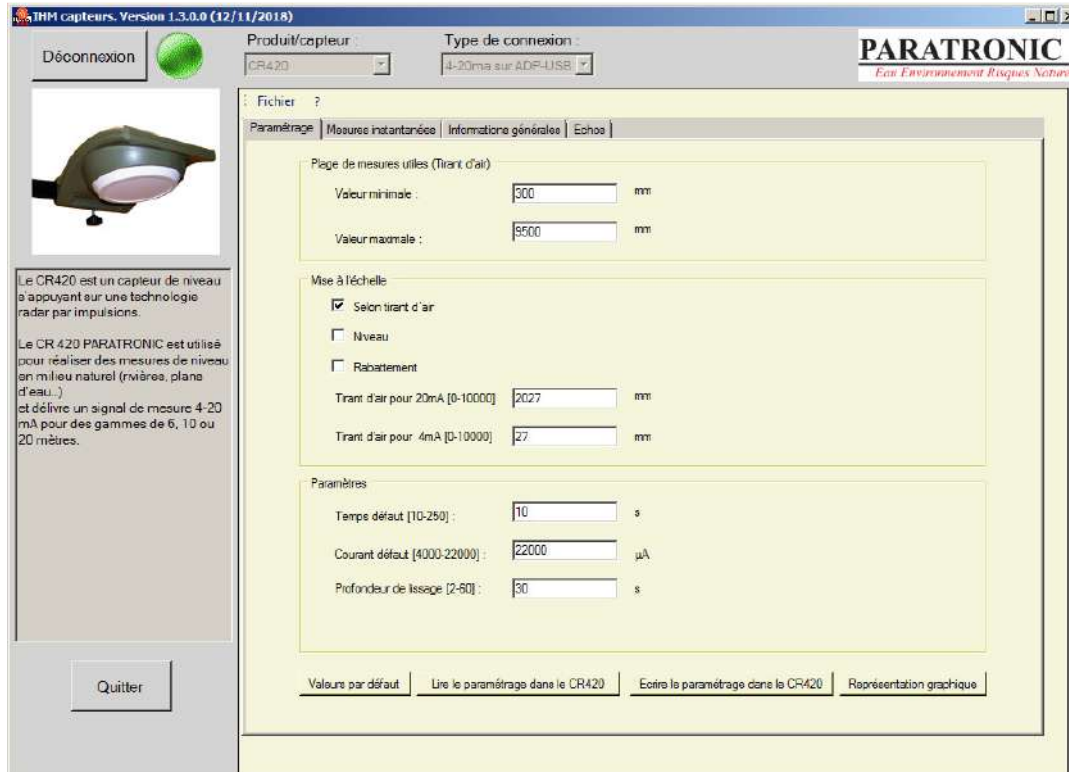 IHM capteurs. Version 1.3.0.0 (12/11/2018)
Déconnexion
Produit/capteur :
CR420
Type de connexion :
4-20ma sur ADP-USB
PARATRONIC
Eau Environnement Risques Nature
Fichier ?
Paramétrage Mesures instantanées Informations générales Echos
Plage de mesures utiles (Tirant d'air)
Valeur minimale : 300 mm
Valeur maximale : 9500 mm
Le CR420 est un capteur de niveau
s'appuyant sur une technologie
radar par impulsions.
Le CR 420 PARATRONIC est utilisé
pour réaliser des mesures de niveau
en milieu naturel (rivières, plans
d'eau..)
et délivre un signal de mesure 4-20
mA pour des gammes de 6, 10 ou
20 mètres.
Mise à l'échelle
Selon tirant d'air
Niveau
Rabattement
Tirant d'air pour 20mA [0-10000] 2027 mm
Tirant d'air pour 4mA [0-10000] 27 mm
Paramètres
Temps défaut [10-250] : 10 s
Courant défaut [4000-22000] : 22000 µA
Profondeur de lissage [2-60] : 30 s
Quitter
Valeurs par défaut Lire le paramétrage dans le CR420 Ecrire le paramétrage dans le CR420 Représentation graphique